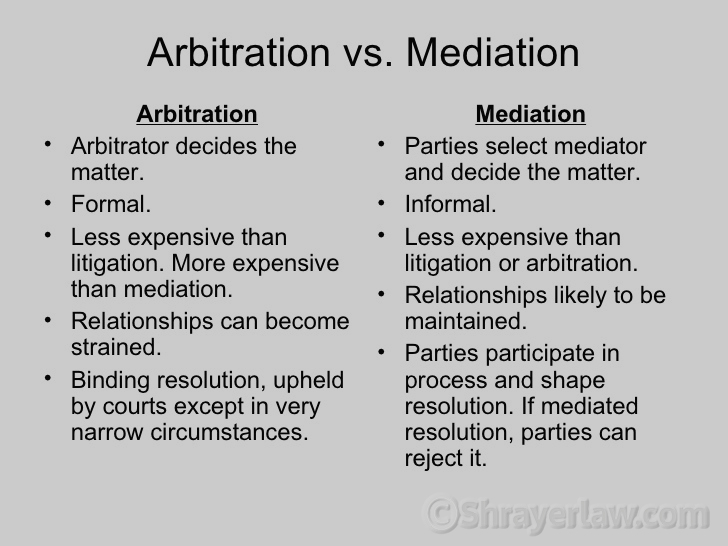 Arbitration vs. Mediation
Arbitration
• Arbitrator decides the
matter.
• Formal.
• Less expensive than
litigation. More expensive
than mediation.
• Relationships can become
strained.
• Binding resolution, upheld
by courts except in very
narrow circumstances.
Mediation
• Parties select mediator
and decide the matter.
• Informal.
• Less expensive than
litigation or arbitration.
• Relationships likely to be
maintained.
• Parties participate in
process and shape
resolution. If mediated
resolution, parties can
reject it.
©Shrayerlaw.com